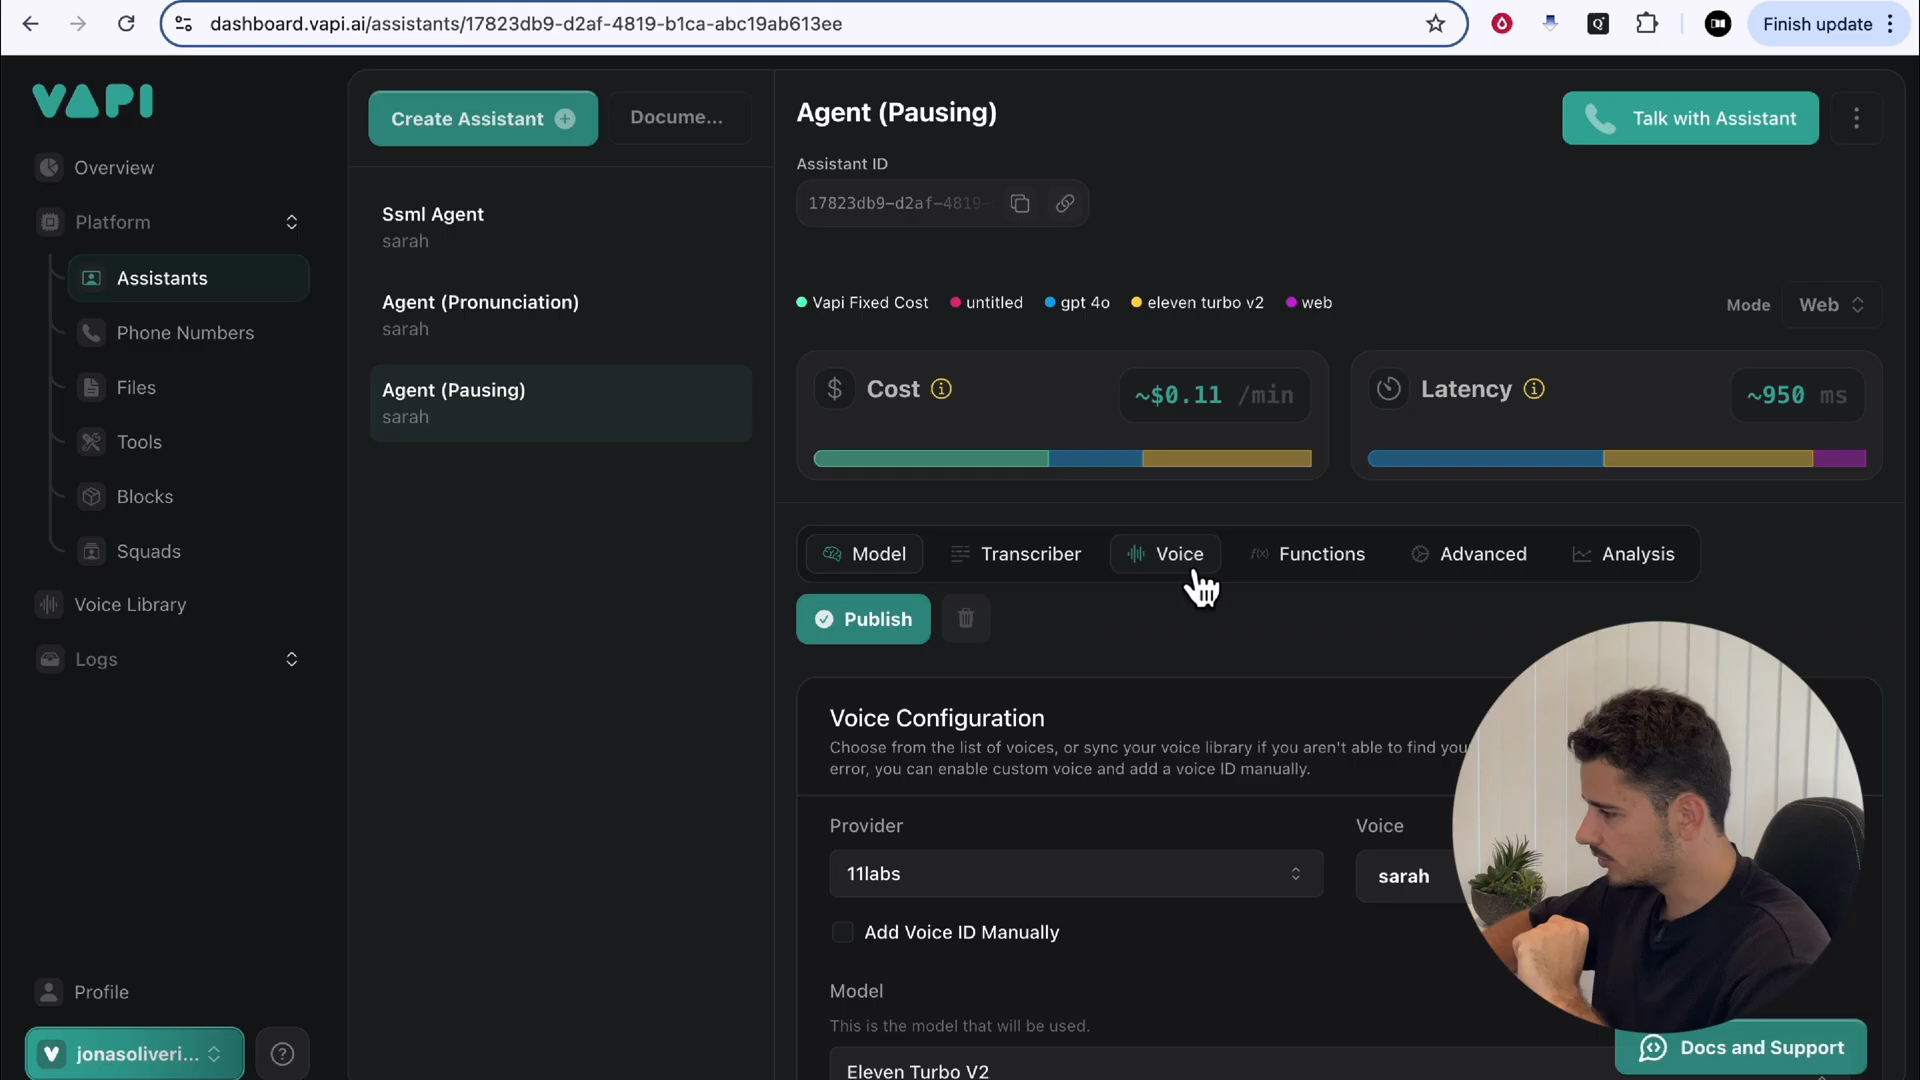 dashboard.vapi.ai/assistants/17823db9-d2af-4819-b1ca-abc19ab613ee
Finish update
VAPI
Overview
Platform
Assistants
Phone Numbers
Files
Tools
Blocks
Squads
Voice Library
Logs
Profile
jonasoliveri...
Create Assistant
Docume...
Ssml Agent
sarah
Agent (Pronunciation)
sarah
Agent (Pausing)
sarah
Agent (Pausing)
Talk with Assistant
Assistant ID
17823db9-d2af-4819-
Vapi Fixed Cost
untitled
gpt 4o
eleven turbo v2
web
Mode
Web
Cost
~$0.11 /min
Latency
~950 ms
Model
Transcriber
Voice
Functions
Advanced
Analysis
Publish
Voice Configuration
Choose from the list of voices, or sync your voice library if you aren't able to find you
error, you can enable custom voice and add a voice ID manually.
Provider
Voice
11labs
sarah
Add Voice ID Manually
Model
This is the model that will be used.
Eleven Turbo V2
Docs and Support